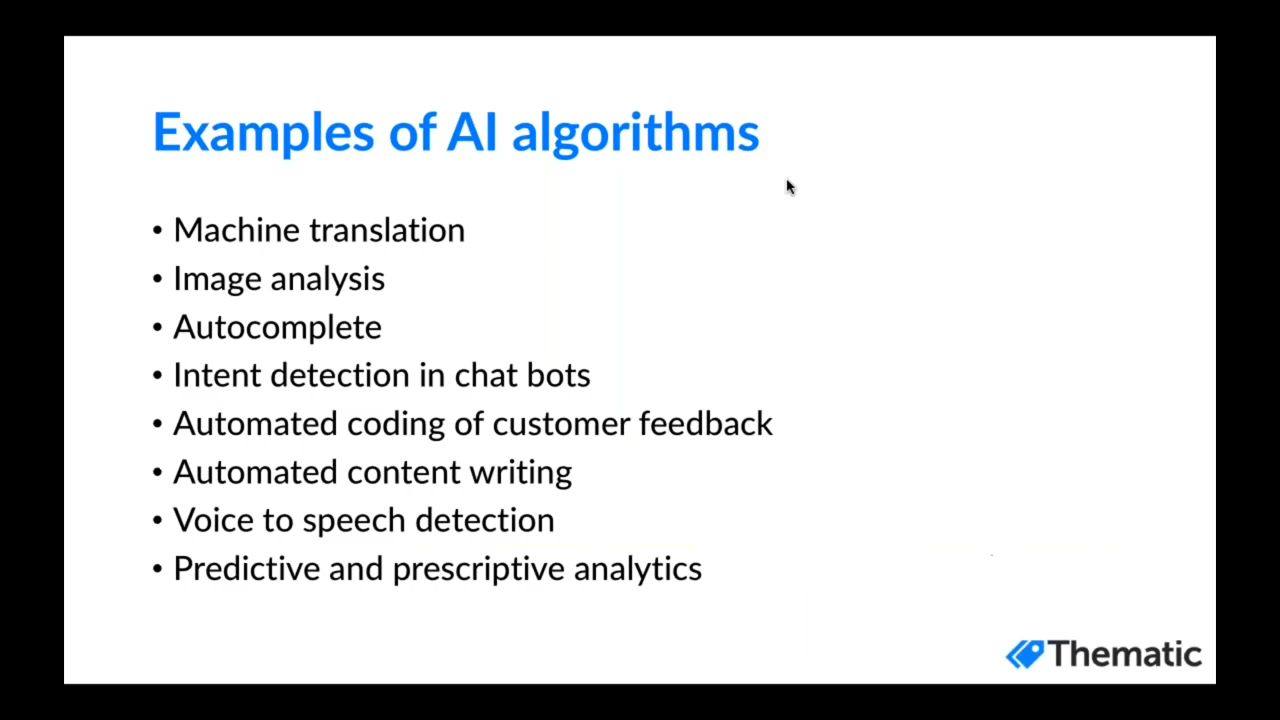 Examples of AI algorithms
• Machine translation
• Image analysis
• Autocomplete
• Intent detection in chat bots
• Automated coding of customer feedback
• Automated content writing
• Voice to speech detection
• Predictive and prescriptive analytics
Thematic